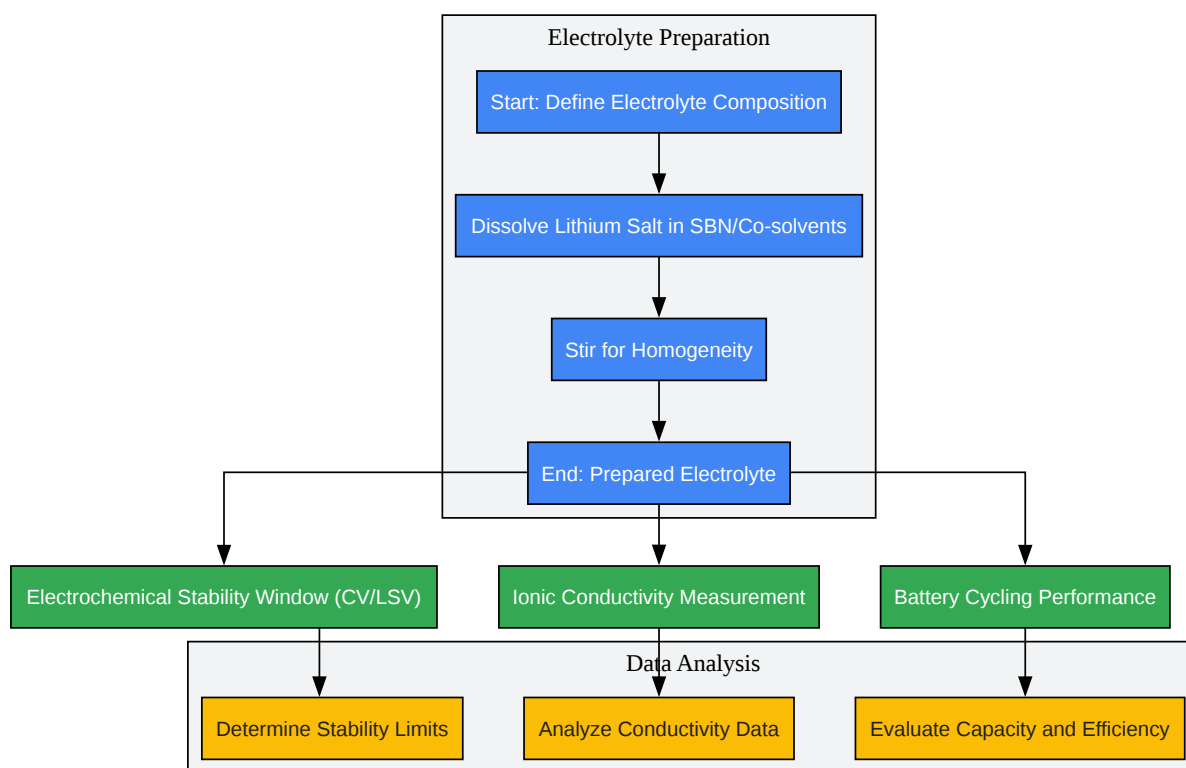 Electrolyte Preparation
Start: Define Electrolyte Composition
Dissolve Lithium Salt in SBN/Co-solvents
Stir for Homogeneity
End: Prepared Electrolyte
Electrochemical Stability Window (CV/LSV)
Ionic Conductivity Measurement
Battery Cycling Performance
Data Analysis
Determine Stability Limits
Analyze Conductivity Data
Evaluate Capacity and Efficiency